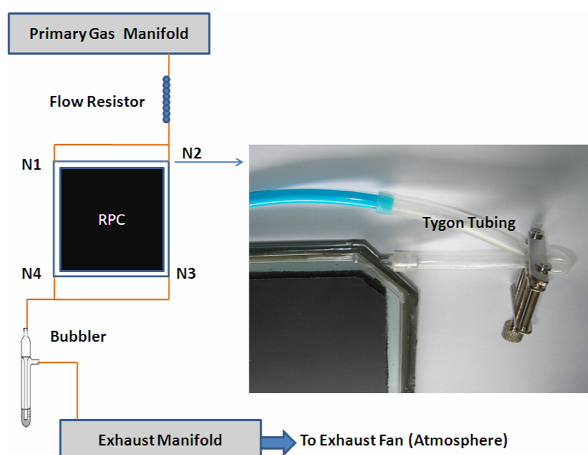 Primary Gas Manifold
Flow Resistor
N1
N2
RPC
Tygon Tubing
N4
N3
Bubbler
Exhaust Manifold
To Exhaust Fan (Atmosphere)